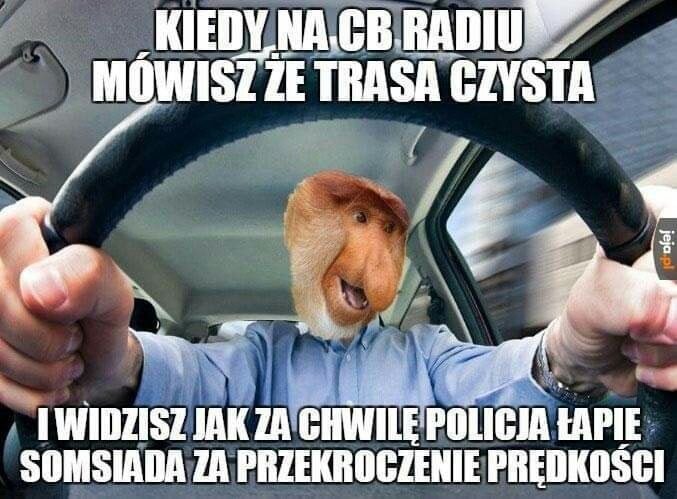 KIEDY NA CB RADIU
MÓWISZ ŻE TRASA CZYSTA
jeja.pl
I WIDZISZ JAK ZA CHWILĘ POLICJA ŁAPIE
SOMSIADA ZA PRZEKROCZENIE PRĘDKOŚCI